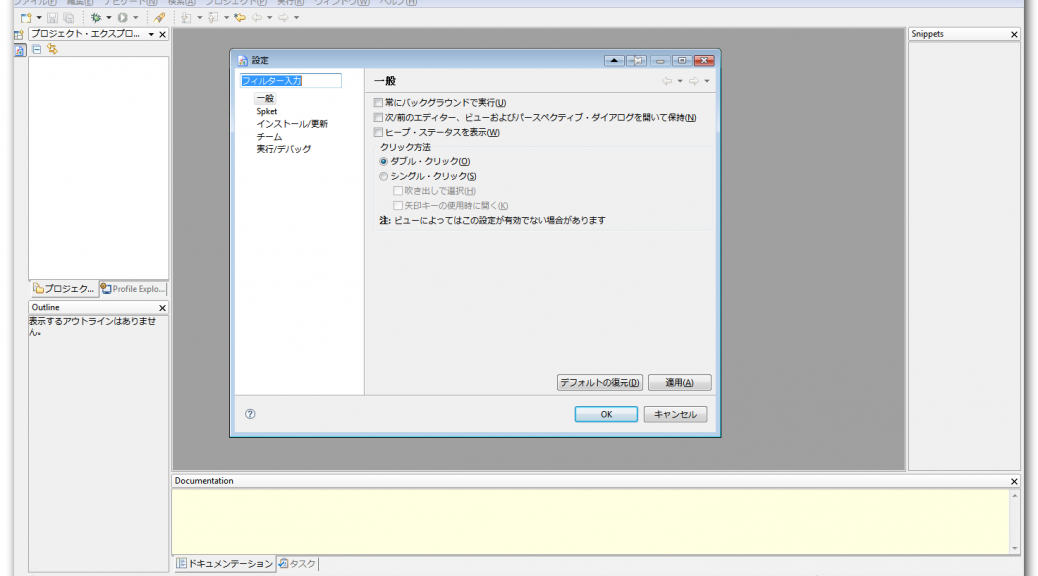 ファイル(F) 編集(E) ナビゲート(N) 検索(A) プロジェクト(P) 実行(R) ウィンドウ(W) ヘルプ(H)
プロジェクト・エクスプロ...
Snippets
設定
フィルター入力
一般
Spket
インストール/更新
チーム
実行/デバッグ
一般
常にバックグラウンドで実行(U)
次/前のエディター、ビューおよびパースペクティブ・ダイアログを開いて保持(N)
ヒープ・ステータスを表示(W)
クリック方法
ダブル・クリック(O)
シングル・クリック(S)
吹き出しで選択(H)
矢印キーの使用時に開く(K)
注: ビューによってはこの設定が有効でない場合があります
デフォルトの復元(D) 適用(A)
OK キャンセル
プロジェク... Profile Explo...
Outline
表示するアウトラインはありませ
ん。
Documentation
ドキュメンテーション タスク